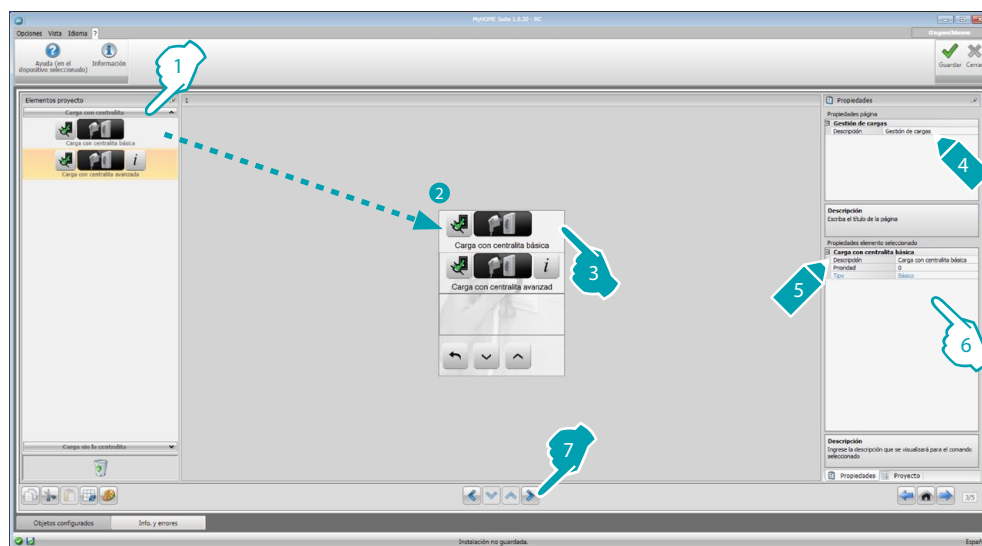 MyHOME Suite 1.0.30 - RC
Opciones Vista Idioma ?
Ayuda (en el
dispositivo seleccionado)
Información
Guardar
Cerrar
1
Elementos proyecto
Carga con centralita
Carga con centralita básica
i
Carga con centralita avanzada
Carga sin la centralita
1
2
Carga con centralita básica
i
Carga con centralita avanzad
3
Propiedades
Propiedades página
Gestión de cargas
Descripción Gestión de cargas
4
Descripción
Escriba el título de la página
Propiedades elemento seleccionado
Carga con centralita básica
Descripción Carga con centralita básica
Prioridad 0
Tipo Básico
5
6
Descripción
Ingrese la descripción que se visualizará para el comando
seleccionado
Propiedades Proyecto
7
3/5
Objetos configurados Info. y errores
Instalación no guardada.
Españ